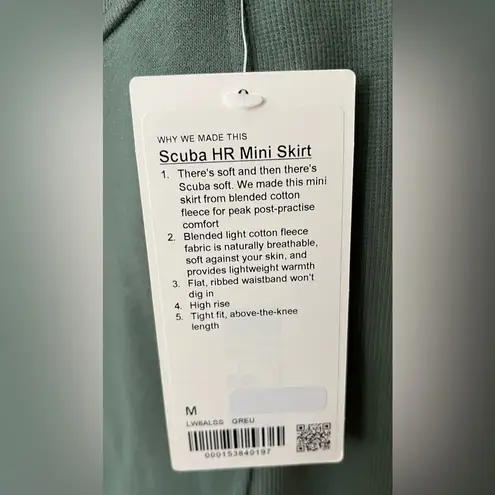 WHY WE MADE THIS
Scuba HR Mini Skirt
1. There's soft and then there's
Scuba soft. We made this mini
skirt from blended cotton
fleece for peak post-practise
comfort
2. Blended light cotton fleece
fabric is naturally breathable,
soft against your skin, and
provides lightweight warmth
3. Flat, ribbed waistband won't
dig in
4. High rise
5. Tight fit, above-the-knee
length
M
LW8ALSS GREU
000153840197